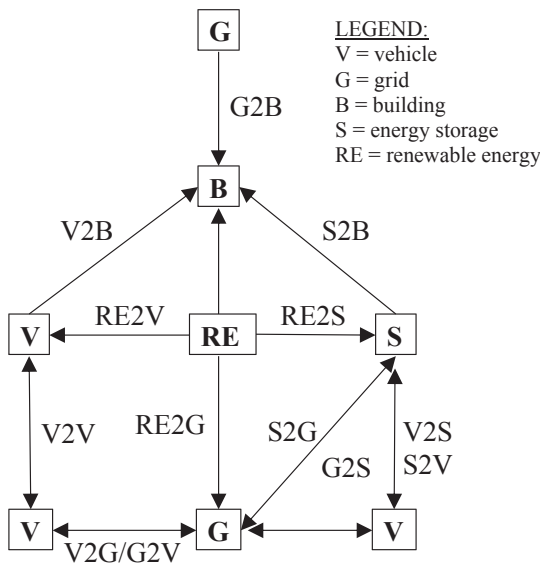 G
LEGEND:
V = vehicle
G = grid
B = building
S = energy storage
RE = renewable energy
G2B
B
V2B
S2B
RE2V
RE2S
V
RE
S
V2V
RE2G
S2G
G2S
V2S
S2V
V
G
V
V2G/G2V